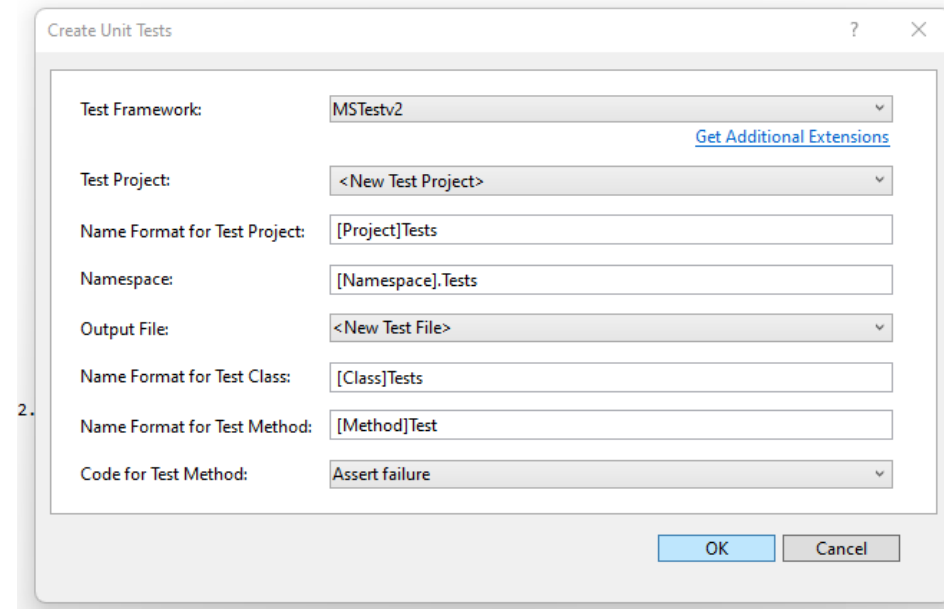 Create Unit Tests
?
Test Framework: MSTestv2
Get Additional Extensions
Test Project: <New Test Project>
Name Format for Test Project: [Project]Tests
Namespace: [Namespace].Tests
Output File: <New Test File>
Name Format for Test Class: [Class]Tests
2.
Name Format for Test Method: [Method]Test
Code for Test Method: Assert failure
OK Cancel